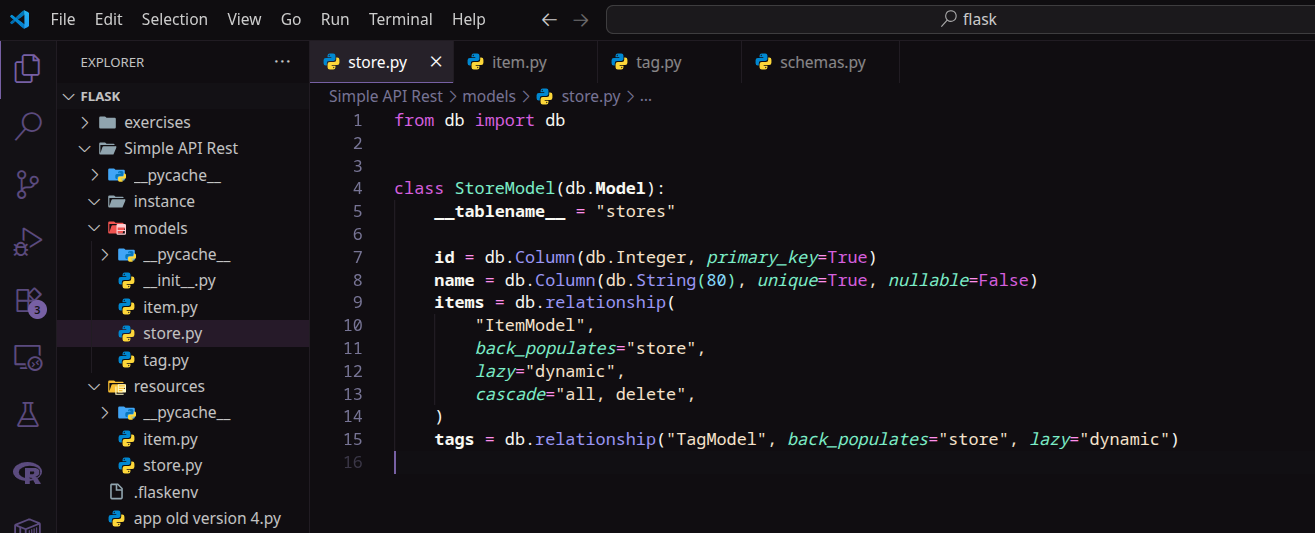 File Edit Selection View Go Run Terminal Help
flask
EXPLORER
store.py
item.py
tag.py
schemas.py
Simple API Rest > models > store.py > ...
FLASK
exercises
Simple API Rest
__pycache__
instance
models
__pycache__
__init__.py
item.py
store.py
tag.py
resources
__pycache__
item.py
store.py
.flaskenv
app old version 4.py
3
1 from db import db
2
3
4 class StoreModel(db.Model):
5     __tablename__ = "stores"
6
7     id = db.Column(db.Integer, primary_key=True)
8     name = db.Column(db.String(80), unique=True, nullable=False)
9     items = db.relationship(
10         "ItemModel",
11         back_populates="store",
12         lazy="dynamic",
13         cascade="all, delete",
14     )
15     tags = db.relationship("TagModel", back_populates="store", lazy="dynamic")
16